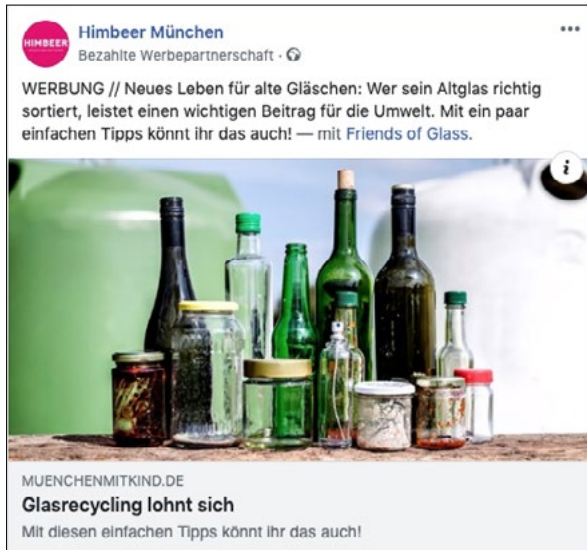 HIMBEER
Himbeer München
Bezahlte Werbepartnerschaft ·
WERBUNG // Neues Leben für alte Gläschen: Wer sein Altglas richtig
sortiert, leistet einen wichtigen Beitrag für die Umwelt. Mit ein paar
einfachen Tipps könnt ihr das auch! — mit Friends of Glass.
i
MUENCHENMITKIND.DE
Glasrecycling lohnt sich
Mit diesen einfachen Tipps könnt ihr das auch!